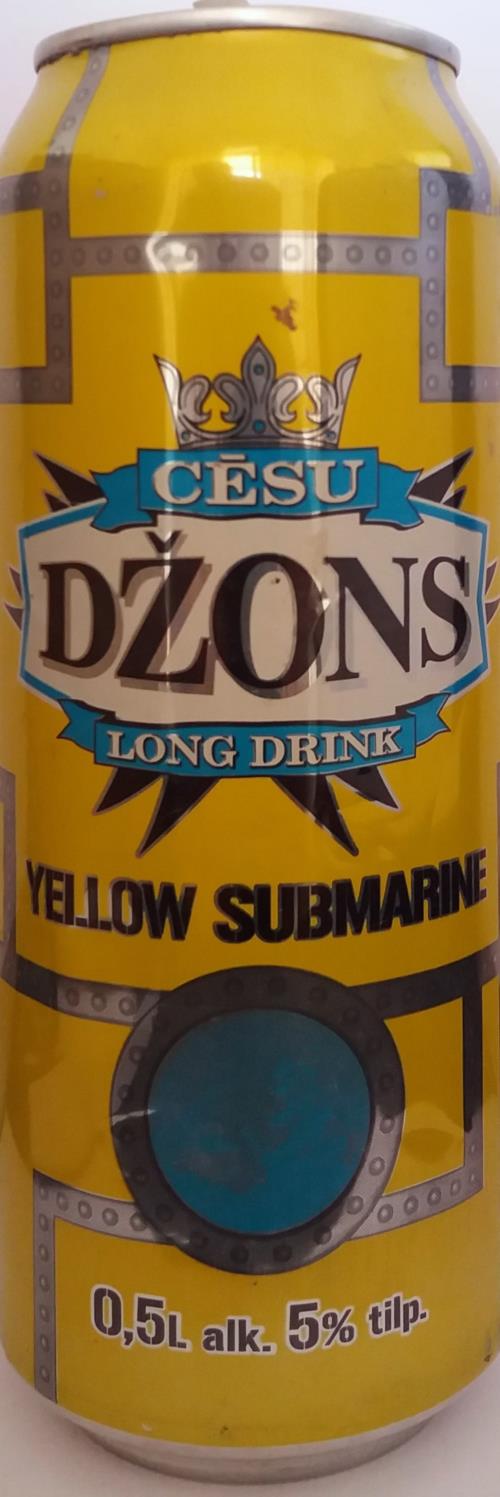 CĒSU
DŽONS
LONG DRINK
YELLOW SUBMARINE
0,5L alk. 5% tilp.